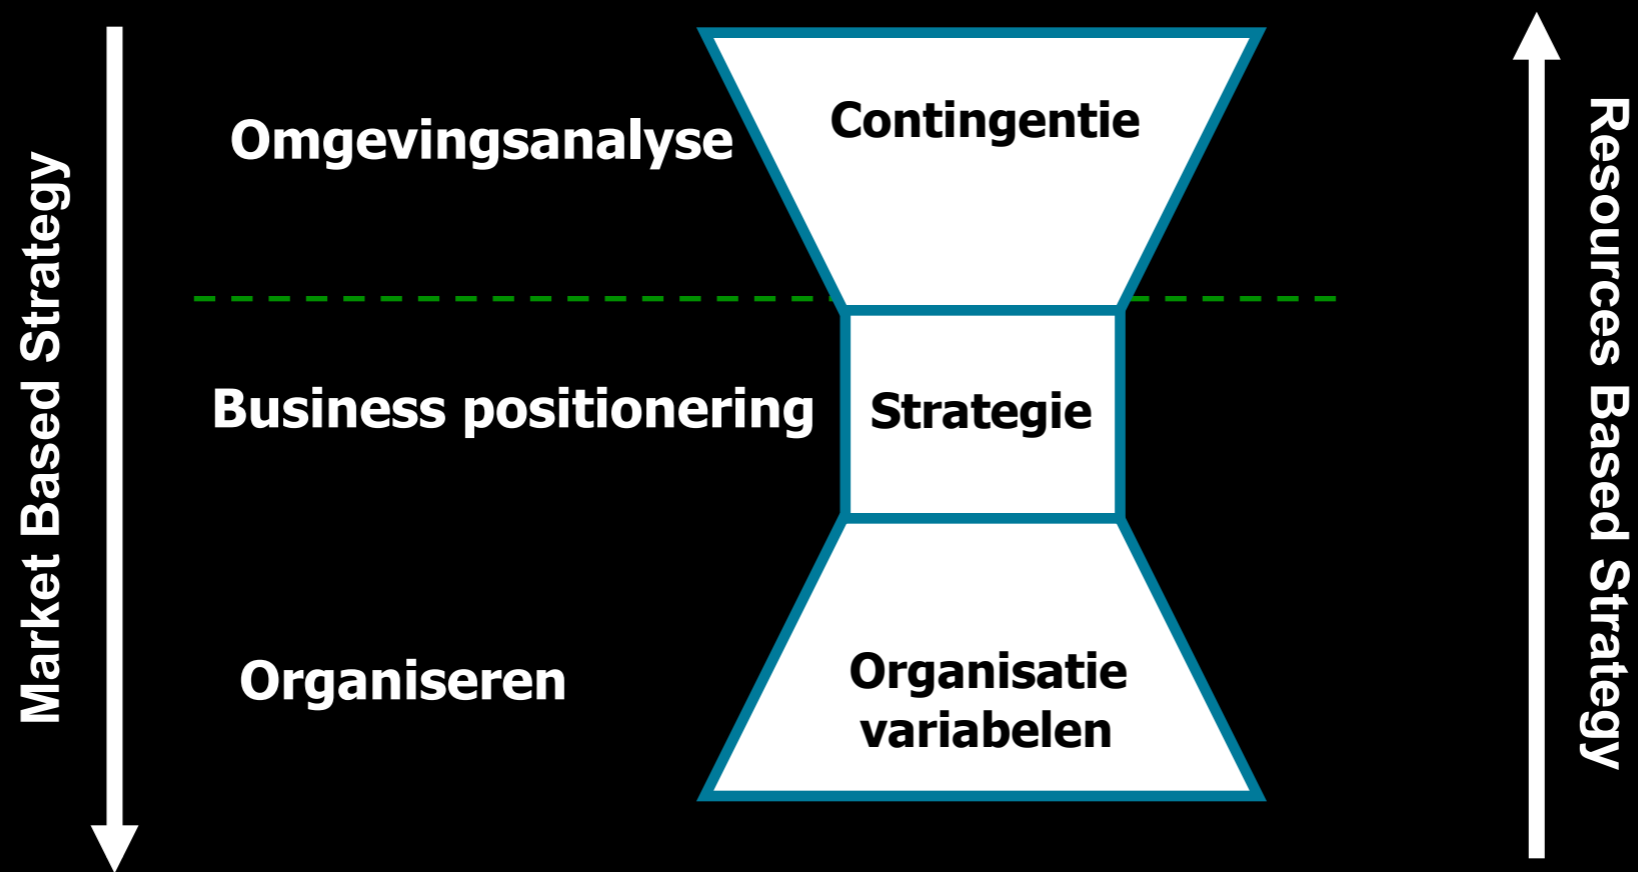 Market Based Strategy
Omgevingsanalyse
Contingentie
Business positionering
Strategie
Organiseren
Organisatie
variabelen
Resources Based Strategy